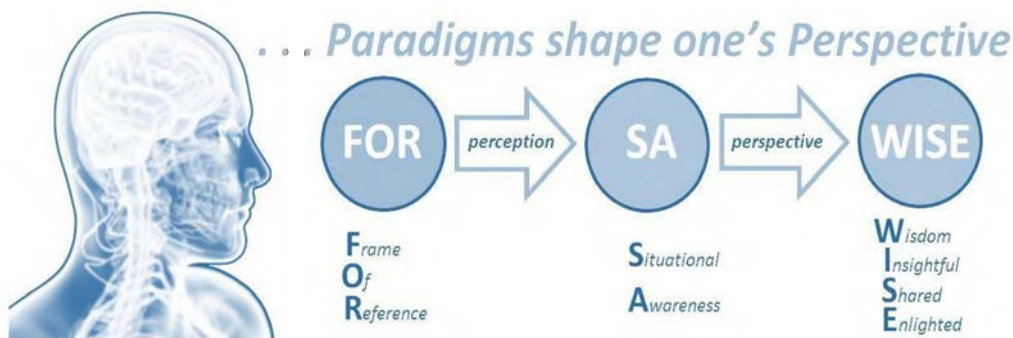 . . . Paradigms shape one's Perspective
FOR
perception
SA
perspective
WISE
Frame
Of
Reference
Situational
Awareness
Wisdom
Insightful
Shared
Enlighted